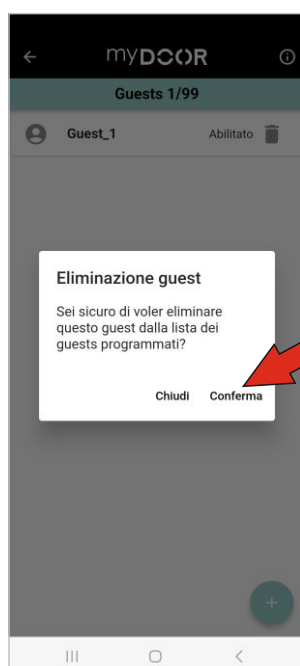 myDOOR
Guests 1/99
Guest_1 Abilitato
Eliminazione guest
Sei sicuro di voler eliminare
questo guest dalla lista dei
guests programmati?
Chiudi Conferma